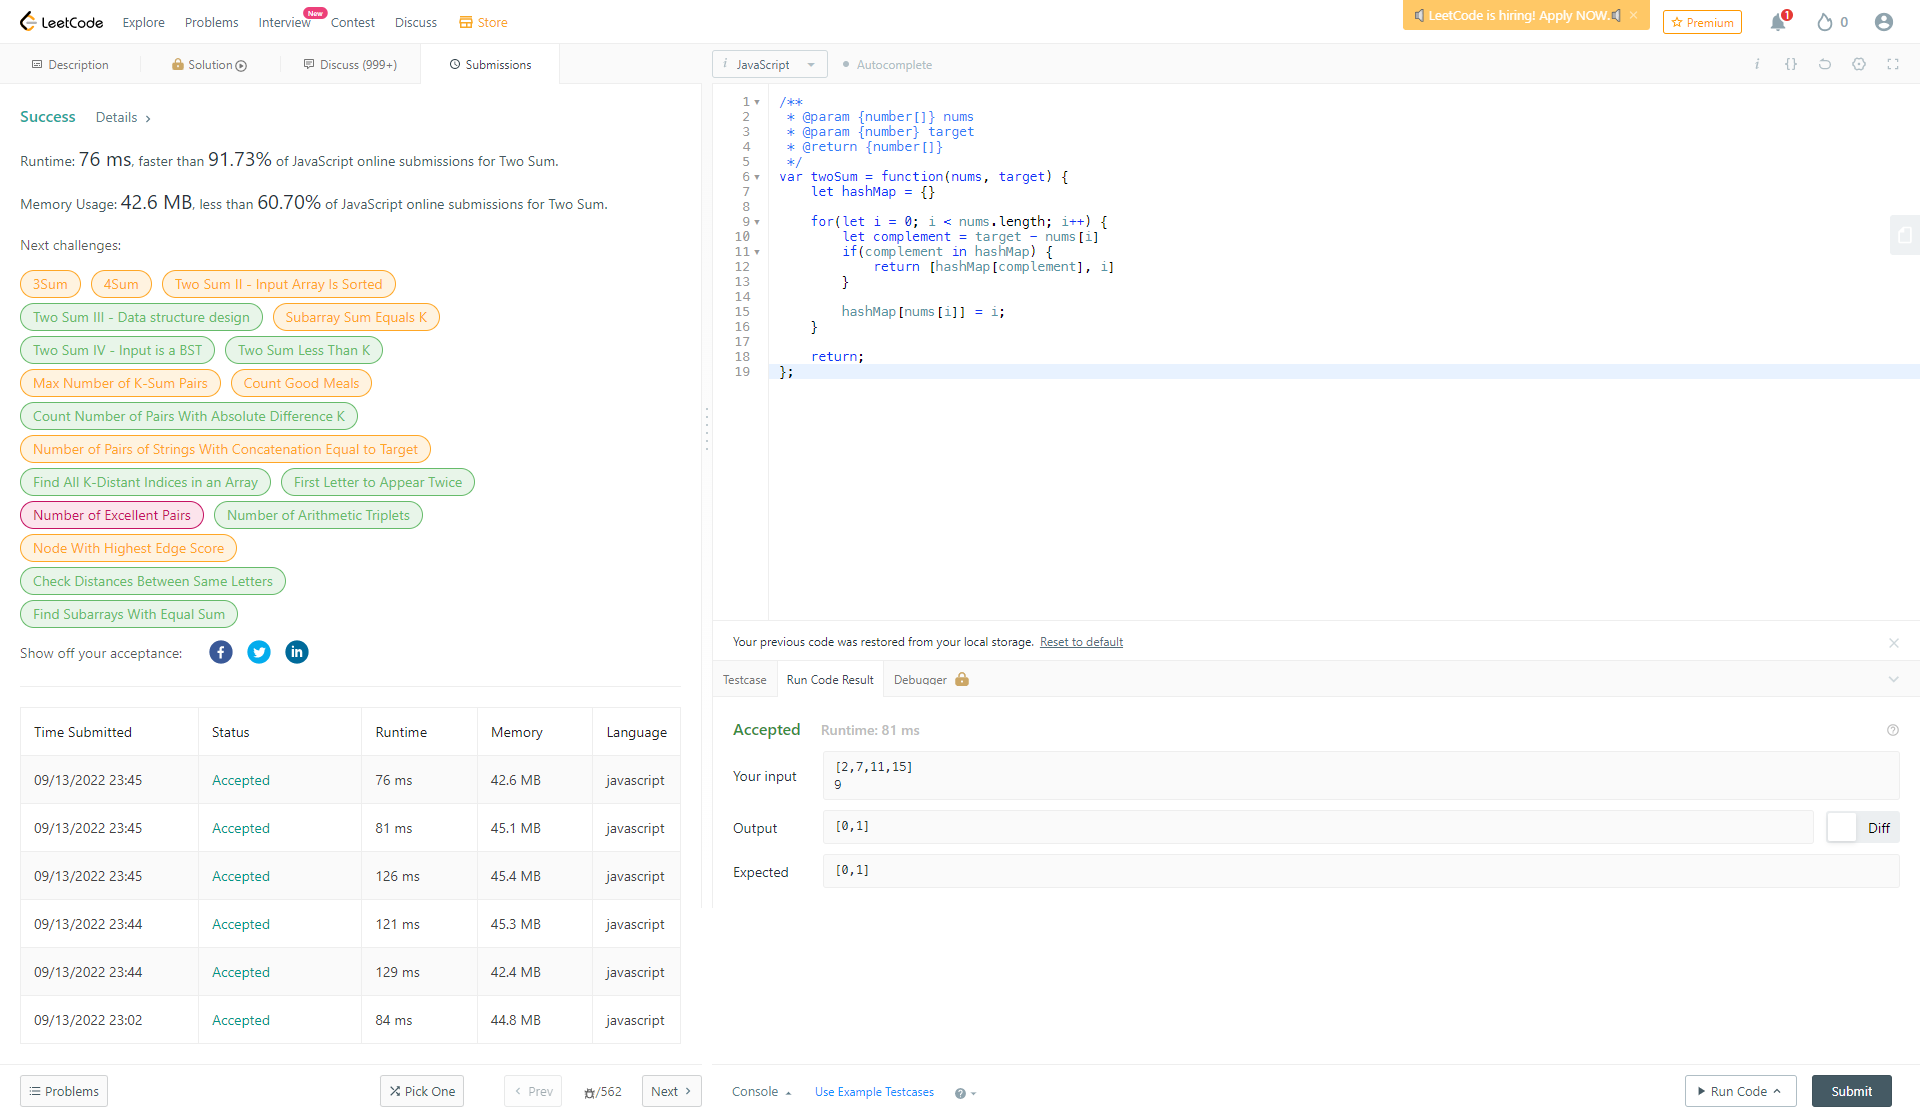 LeetCode Explore Problems Interview New Contest Discuss Store LeetCode is hiring! Apply NOW. × Premium 1 0
Description Solution Discuss (999+) Submissions
i JavaScript Autocomplete i {}
Success Details >
Runtime: 76 ms, faster than 91.73% of JavaScript online submissions for Two Sum.
Memory Usage: 42.6 MB, less than 60.70% of JavaScript online submissions for Two Sum.
Next challenges:
3Sum 4Sum Two Sum II - Input Array Is Sorted
Two Sum III - Data structure design Subarray Sum Equals K
Two Sum IV - Input is a BST Two Sum Less Than K
Max Number of K-Sum Pairs Count Good Meals
Count Number of Pairs With Absolute Difference K
Number of Pairs of Strings With Concatenation Equal to Target
Find All K-Distant Indices in an Array First Letter to Appear Twice
Number of Excellent Pairs Number of Arithmetic Triplets
Node With Highest Edge Score
Check Distances Between Same Letters
Find Subarrays With Equal Sum
Show off your acceptance: f in
Time Submitted Status Runtime Memory Language
09/13/2022 23:45 Accepted 76 ms 42.6 MB javascript
09/13/2022 23:45 Accepted 81 ms 45.1 MB javascript
09/13/2022 23:45 Accepted 126 ms 45.4 MB javascript
09/13/2022 23:44 Accepted 121 ms 45.3 MB javascript
09/13/2022 23:44 Accepted 129 ms 42.4 MB javascript
09/13/2022 23:02 Accepted 84 ms 44.8 MB javascript
Problems Pick One < Prev /562 Next >
1 /**
2 * @param {number[]} nums
3 * @param {number} target
4 * @return {number[]}
5 */
6 var twoSum = function(nums, target) {
7 let hashMap = {}
8
9 for(let i = 0; i < nums.length; i++) {
10 let complement = target - nums[i]
11 if(complement in hashMap) {
12 return [hashMap[complement], i]
13 }
14
15 hashMap[nums[i]] = i;
16 }
17
18 return;
19 };
Your previous code was restored from your local storage. Reset to default
Testcase Run Code Result Debugger
Accepted Runtime: 81 ms
Your input [2,7,11,15]
9
Output [0,1] Diff
Expected [0,1]
Console Use Example Testcases ? Run Code Submit